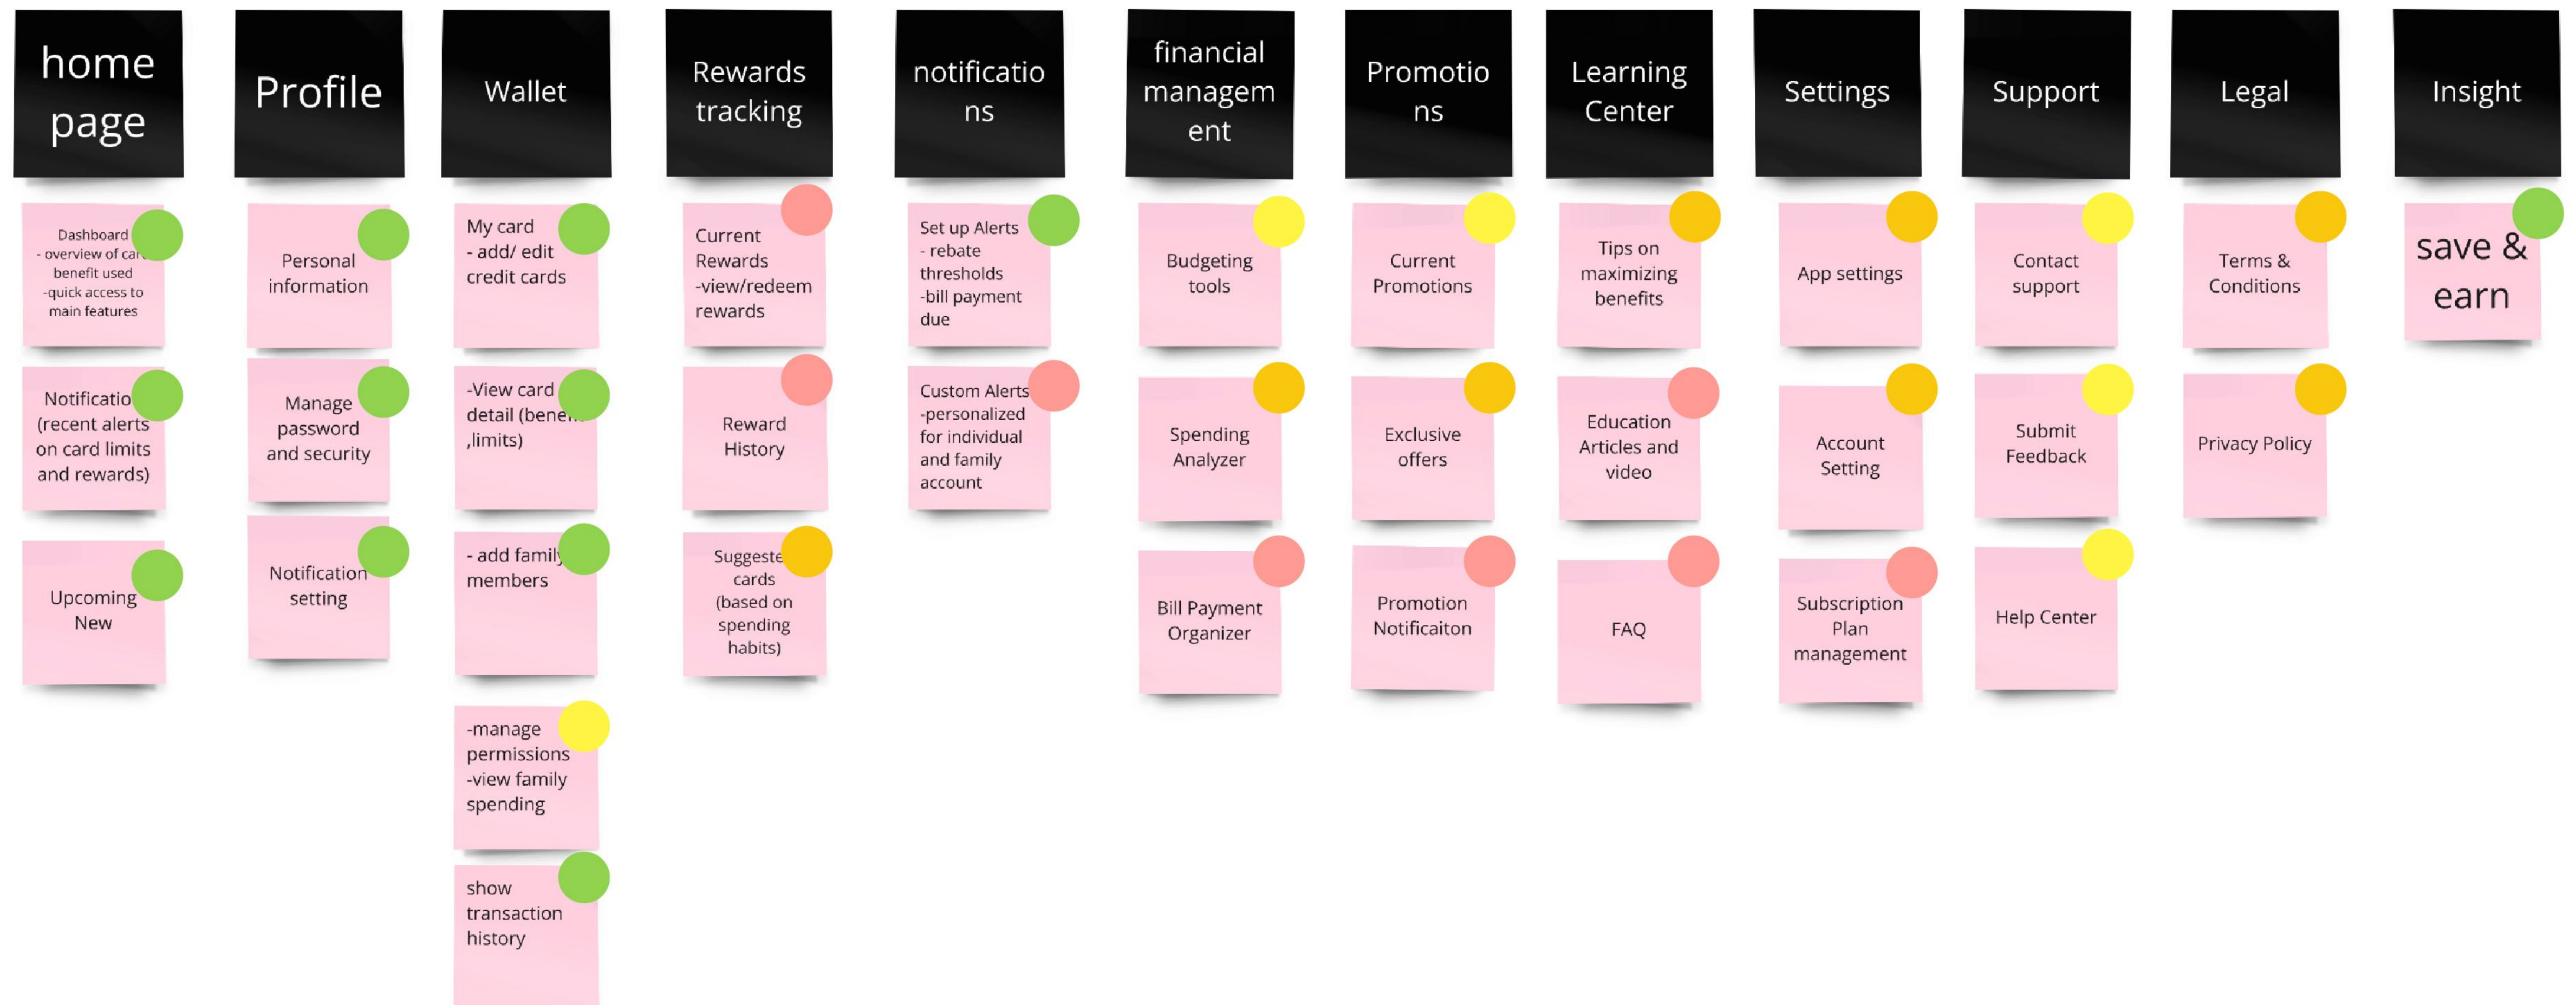 home
page
Dashboard
- overview of
benefit used
-quick access to
main features
(recent alerts
on card limits
and rewards)
Upcoming
New
Profile
Personal
information
Manage
password
and security
Notification
setting
Wallet
My card
- add/ edit
credit cards
-View card
detail
,limits)
- add family
members
-manage
permissions
-view family
spending
show
transaction
history
Rewards
tracking
Current
Rewards
-view/redeem
rewards
Reward
History
cards
(based on
spending
habits)
notificatio
ns
Set up Alerts
- rebate
thresholds
-bill payment
due
Custom Alerts
-personalized
for individual
and family
account
financial
managem
ent
Budgeting
tools
Spending
Analyzer
Bill Payment
Organizer
Promotio
ns
Current
Promotions
Exclusive
offers
Promotion
Notificaiton
Learning
Center
Tips on
maximizing
benefits
Education
Articles and
video
FAQ
Settings
App settings
Account
Setting
Subscription
Plan
management
Support
Contact
support
Submit
Feedback
Help Center
Legal
Terms &
Conditions
Privacy Policy
Insight
save &
earn